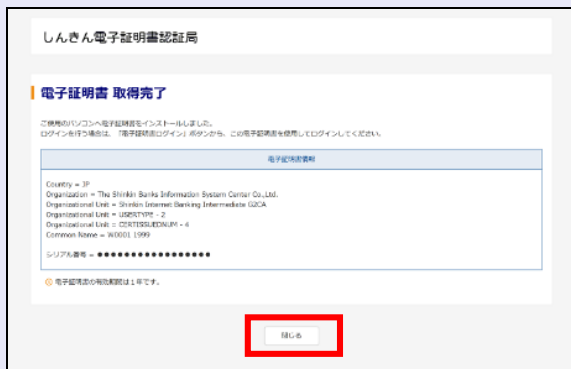 しんきん電子証明書認証局
電子証明書 取得完了
ご使用のパソコンへ電子証明書をインストールしました。
ログインを行う場合は、「電子証明書ログイン」ボタンから、この電子証明書を使用してログインしてください。
電子証明書情報
Country = JP
Organization = The Shinkin Banks Information System Center Co.,Ltd.
Organizational Unit = Shinkin Internet Banking Intermediate G2CA
Organizational Unit = USERTYPE - 2
Organizational Unit = CERTISSUEDNUM - 4
Common Name = W0001 1999
シリアル番号 = ●●●●●●●●●●●●●●●●●
電子証明書の有効期間は1年です。
閉じる